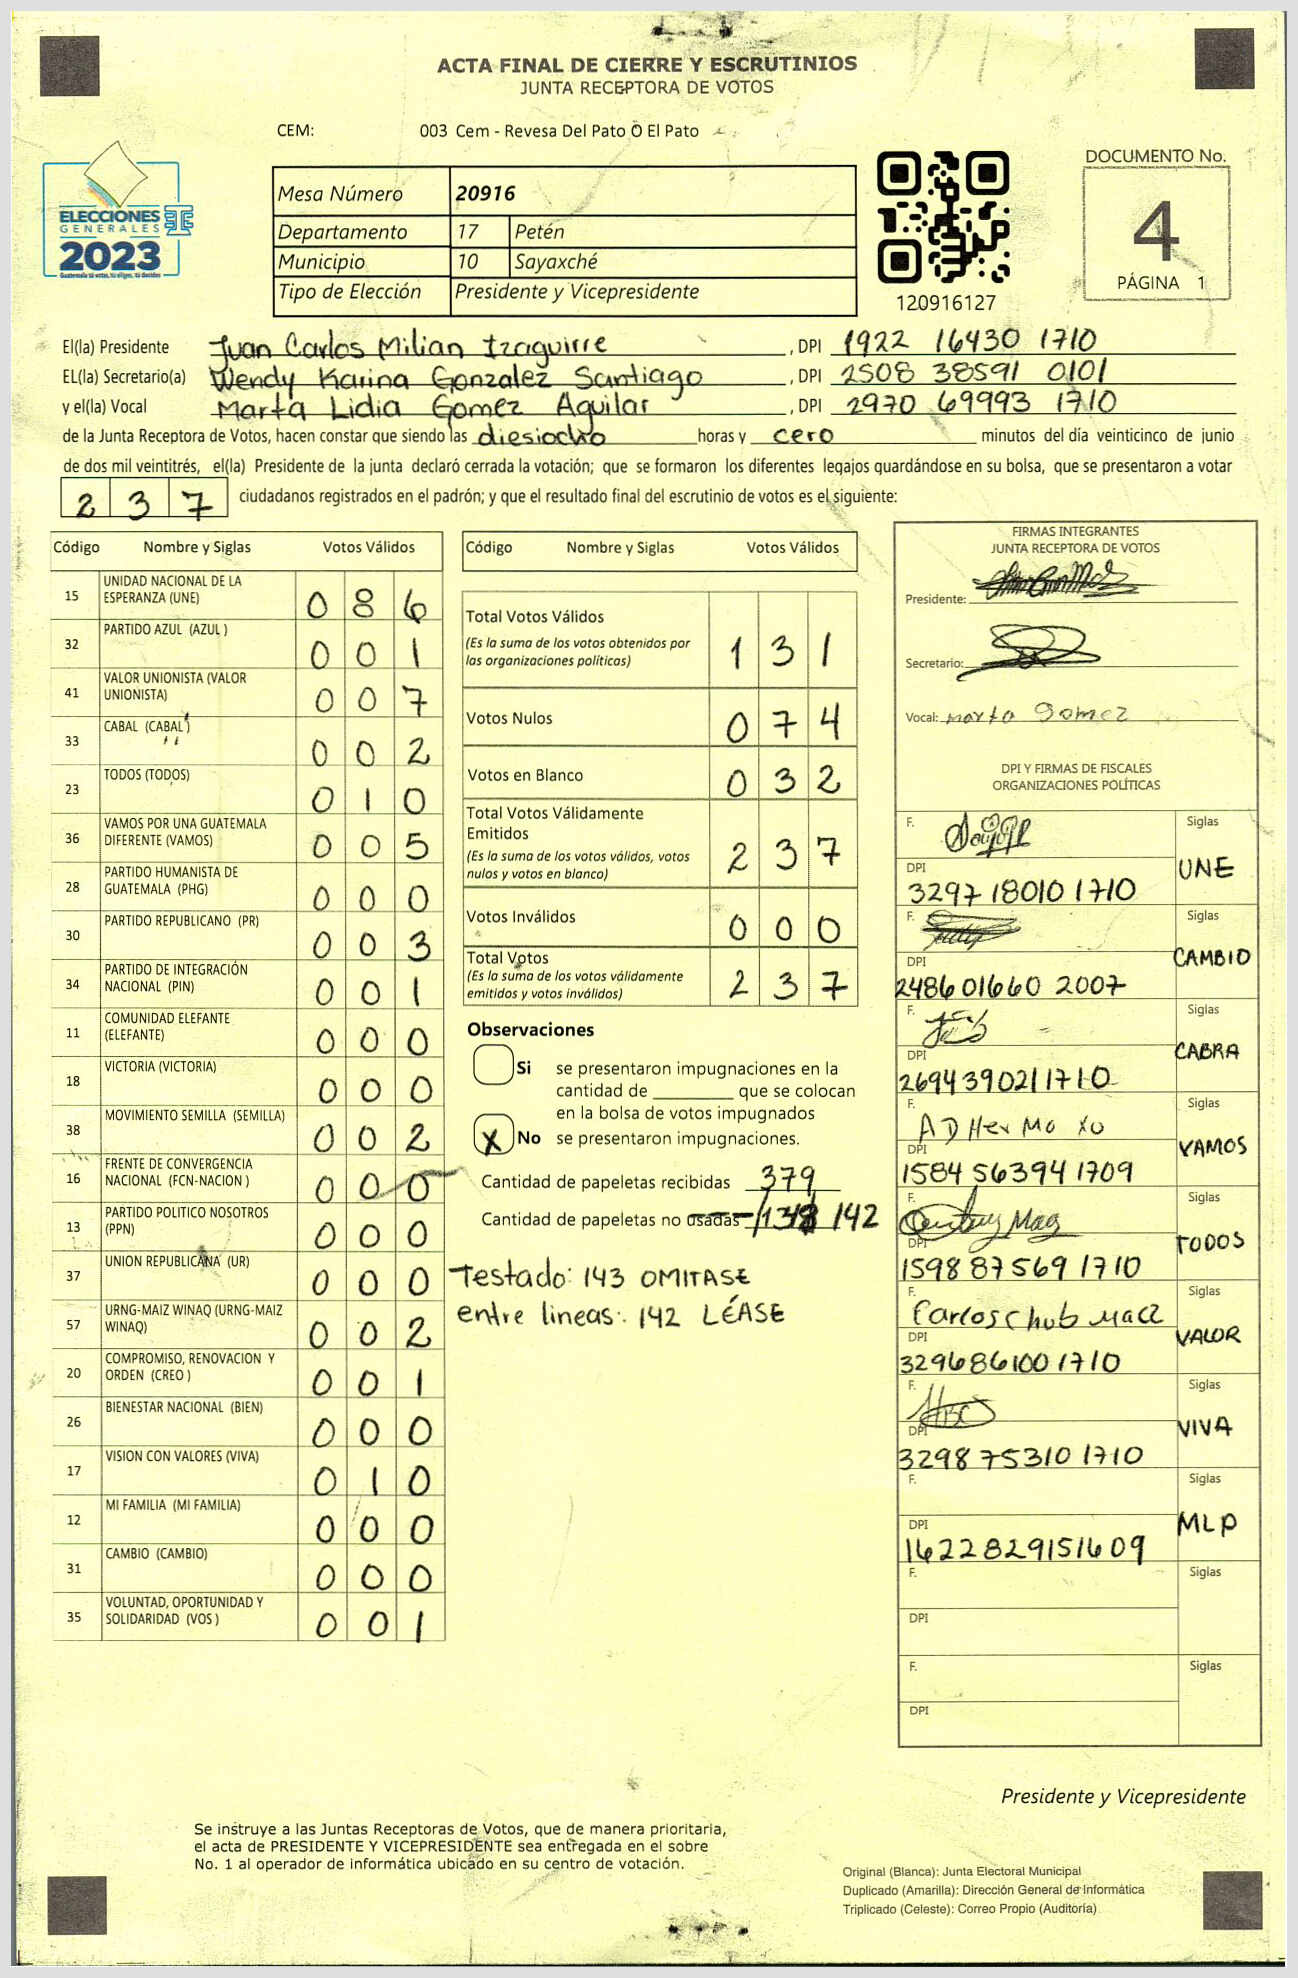 ACTA FINAL DE CIERRE Y ESCRUTINIOS
JUNTA RECEPTORA DE VOTOS
CEM: 003 Cem - Revesa Del Pato O El Pato
ELECCIONES
GENERALES
2023
Mesa Número 20916
Departamento 17 Petén
Municipio 10 Sayaxché
Tipo de Elección Presidente y Vicepresidente
120916127
DOCUMENTO No.
4
PÁGINA 1
El(la) Presidente Juan Carlos Milian Izaguirre , DPI 1922 16430 1710
EL(la) Secretario(a) Wendy Karina Gonzalez Santiago , DPI 2508 38591 0101
y el(la) Vocal Marta Lidia Gomez Aguilar , DPI 2970 69993 1710
de la Junta Receptora de Votos, hacen constar que siendo las diesiocho horas y cero minutos del día veinticinco de junio
de dos mil veintitrés, el(la) Presidente de la junta declaró cerrada la votación; que se formaron los diferentes legajos quardándose en su bolsa, que se presentaron a votar
2 3 7 ciudadanos registrados en el padrón; y que el resultado final del escrutinio de votos es el siguiente:
Código Nombre y Siglas Votos Válidos
15 UNIDAD NACIONAL DE LA
ESPERANZA (UNE) 0 8 6
32 PARTIDO AZUL (AZUL ) 0 0 1
41 VALOR UNIONISTA (VALOR
UNIONISTA) 0 0 7
33 CABAL (CABAL ) 0 0 2
23 TODOS (TODOS) 0 1 0
36 VAMOS POR UNA GUATEMALA
DIFERENTE (VAMOS) 0 0 5
28 PARTIDO HUMANISTA DE
GUATEMALA (PHG) 0 0 0
30 PARTIDO REPUBLICANO (PR) 0 0 3
34 PARTIDO DE INTEGRACIÓN
NACIONAL (PIN) 0 0 1
11 COMUNIDAD ELEFANTE
(ELEFANTE) 0 0 0
18 VICTORIA (VICTORIA) 0 0 0
38 MOVIMIENTO SEMILLA (SEMILLA) 0 0 2
16 FRENTE DE CONVERGENCIA
NACIONAL (FCN-NACION ) 0 0 0
13 PARTIDO POLITICO NOSOTROS
(PPN) 0 0 0
37 UNION REPUBLICANA (UR) 0 0 0
57 URNG-MAIZ WINAQ (URNG-MAIZ
WINAQ) 0 0 2
20 COMPROMISO, RENOVACION Y
ORDEN (CREO ) 0 0 1
26 BIENESTAR NACIONAL (BIEN) 0 0 0
17 VISION CON VALORES (VIVA) 0 1 0
12 MI FAMILIA (MI FAMILIA) 0 0 0
31 CAMBIO (CAMBIO) 0 0 0
35 VOLUNTAD, OPORTUNIDAD Y
SOLIDARIDAD (VOS ) 0 0 1
Código Nombre y Siglas Votos Válidos
Total Votos Válidos
(Es la suma de los votos obtenidos por
las organizaciones políticas) 1 3 1
Votos Nulos 0 7 4
Votos en Blanco 0 3 2
Total Votos Válidamente
Emitidos
(Es la suma de los votos válidos, votos
nulos y votos en blanco) 2 3 7
Votos Inválidos 0 0 0
Total Votos
(Es la suma de los votos válidamente
emitidos y votos inválidos) 2 3 7
Observaciones
Si se presentaron impugnaciones en la
cantidad de ________ que se colocan
en la bolsa de votos impugnados
X No se presentaron impugnaciones.
Cantidad de papeletas recibidas 379
Cantidad de papeletas no usadas 142
Testado: 143 OMITASE
entre lineas: 142 LÉASE
FIRMAS INTEGRANTES
JUNTA RECEPTORA DE VOTOS
Presidente:
Secretario:
Vocal: marta Gomez
DPI Y FIRMAS DE FISCALES
ORGANIZACIONES POLÍTICAS
F. Siglas
DPI UNE
3297 18010 1710
F. Siglas
DPI CAMBIO
2486 01660 2007
F. Siglas
DPI CABRA
2694 39021 1710
F. Siglas
DPI VAMOS
1584 56394 1709
F. Siglas
DPI TODOS
1598 87569 1710
F. Carlos Chub Siglas
DPI VALOR
3296 86100 1710
F. Siglas
DPI VIVA
3298 75310 1710
F. Siglas
DPI MLP
1622 82915 1609
F. Siglas
DPI
F. Siglas
DPI
Presidente y Vicepresidente
Se instruye a las Juntas Receptoras de Votos, que de manera prioritaria,
el acta de PRESIDENTE Y VICEPRESIDENTE sea entregada en el sobre
No. 1 al operador de informática ubicado en su centro de votación.
Original (Blanca): Junta Electoral Municipal
Duplicado (Amarilla): Dirección General de Informática
Triplicado (Celeste): Correo Propio (Auditoría)